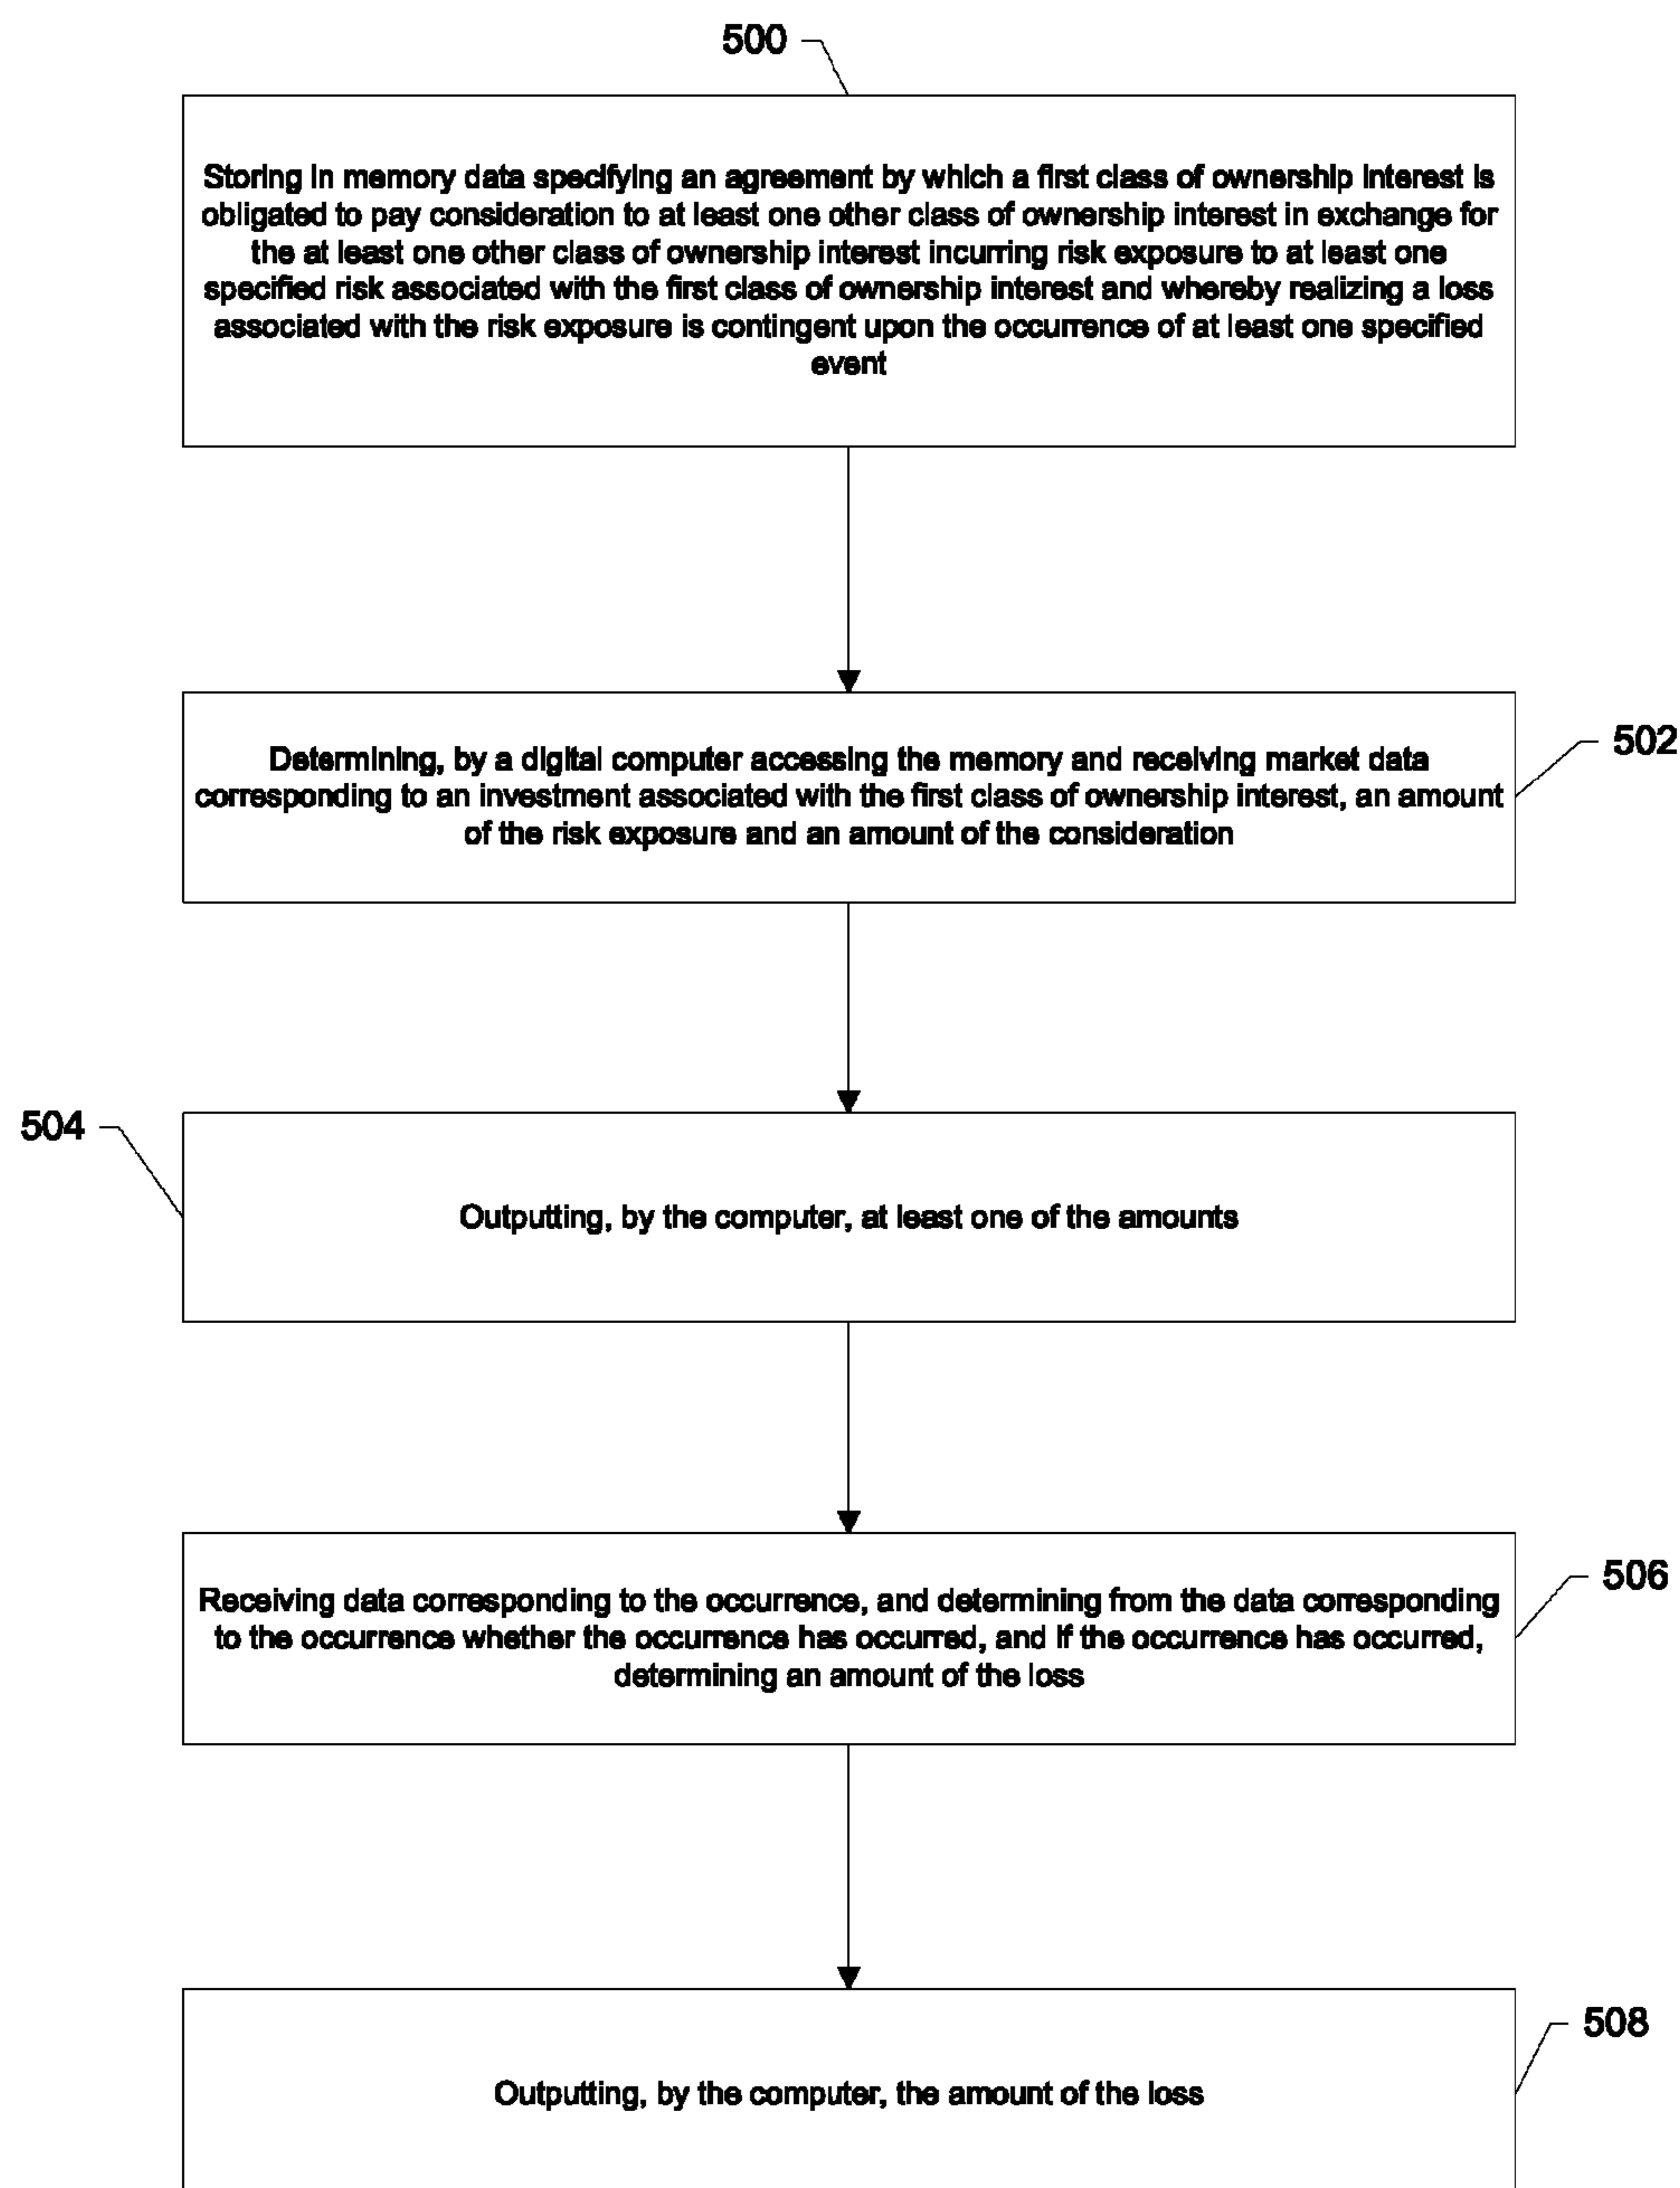 500
Storing in memory data specifying an agreement by which a first class of ownership interest is
obligated to pay consideration to at least one other class of ownership interest in exchange for
the at least one other class of ownership interest incurring risk exposure to at least one
specified risk associated with the first class of ownership interest and whereby realizing a loss
associated with the risk exposure is contingent upon the occurrence of at least one specified
event
502
Determining, by a digital computer accessing the memory and receiving market data
corresponding to an investment associated with the first class of ownership interest, an amount
of the risk exposure and an amount of the consideration
504
Outputting, by the computer, at least one of the amounts
506
Receiving data corresponding to the occurrence, and determining from the data corresponding
to the occurrence whether the occurrence has occurred, and if the occurrence has occurred,
determining an amount of the loss
508
Outputting, by the computer, the amount of the loss